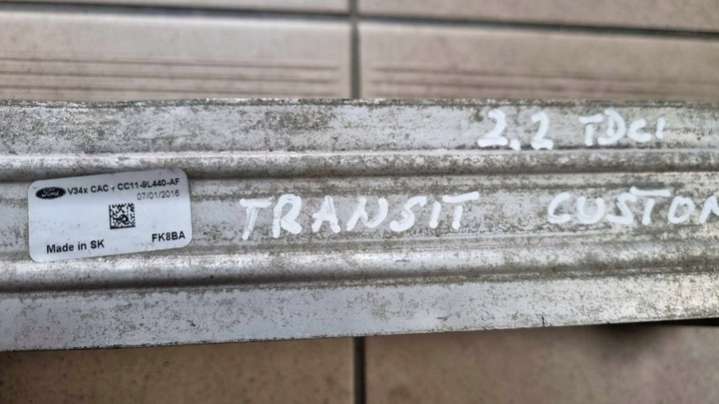 2,2 TDCi
Ford V34x CAC, CC11-9L440-AF
07/01/2016
TRANSIT CUSTOM
Made in SK FK8BA